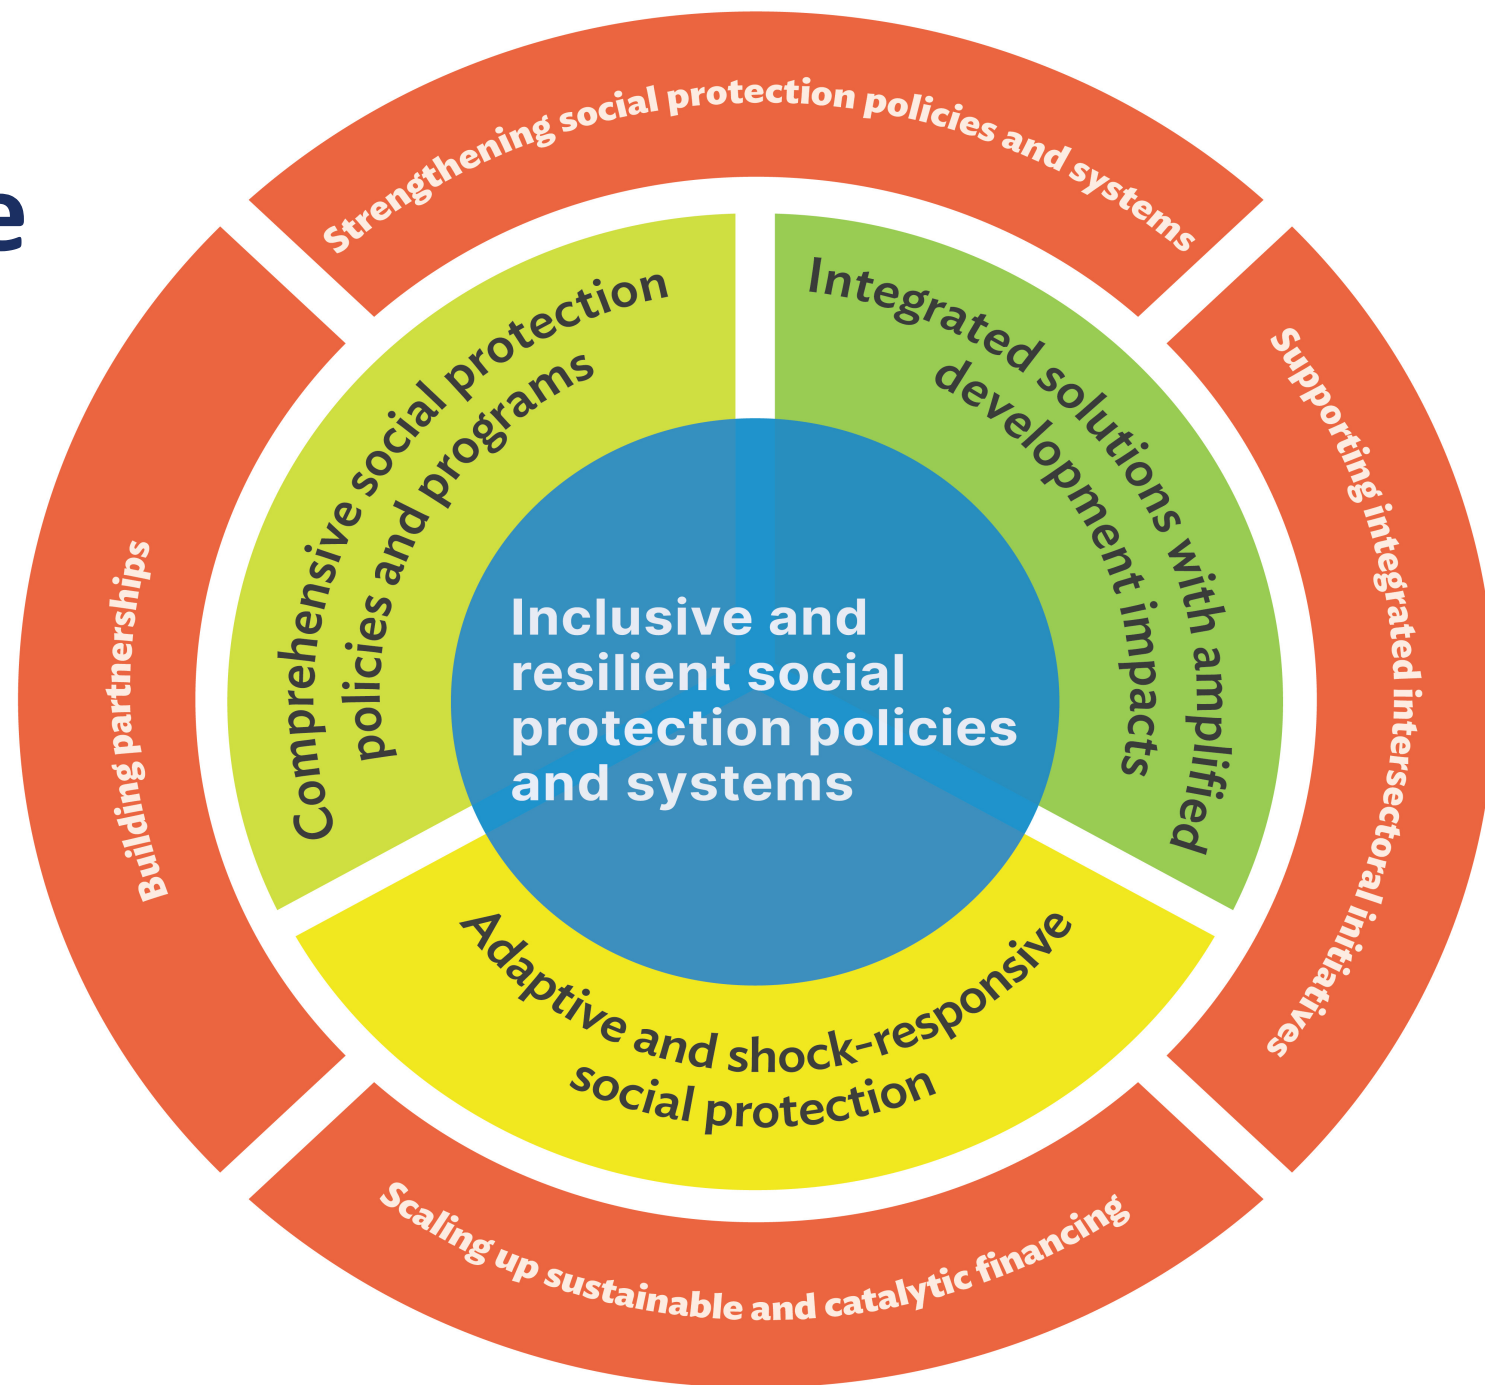 e
Strengthening social protection policies and systems
Comprehensive social protection
policies and programs
Integrated solutions with amplified
development impacts
Supporting integrated intersectoral initiatives
Building partnerships
Inclusive and
resilient social
protection policies
and systems
Adaptive and shock-responsive
social protection
Scaling up sustainable and catalytic financing